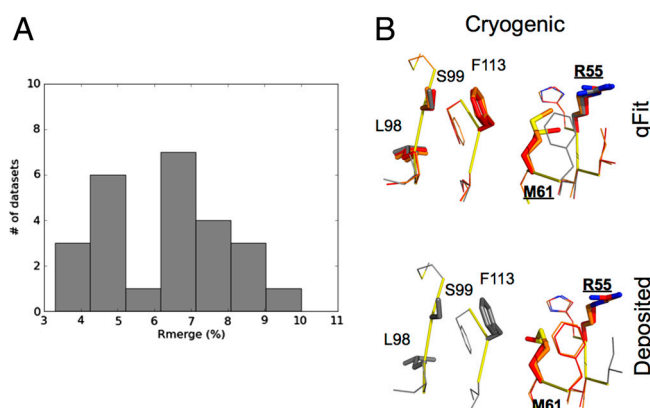 A
10
8
6
4
2
0
# of datasets
3 4 5 6 7 8 9 10 11
Rmerge (%)
B
Cryogenic
S99 F113 R55
L98
M61
qFit
S99 F113 R55
L98
M61
Deposited